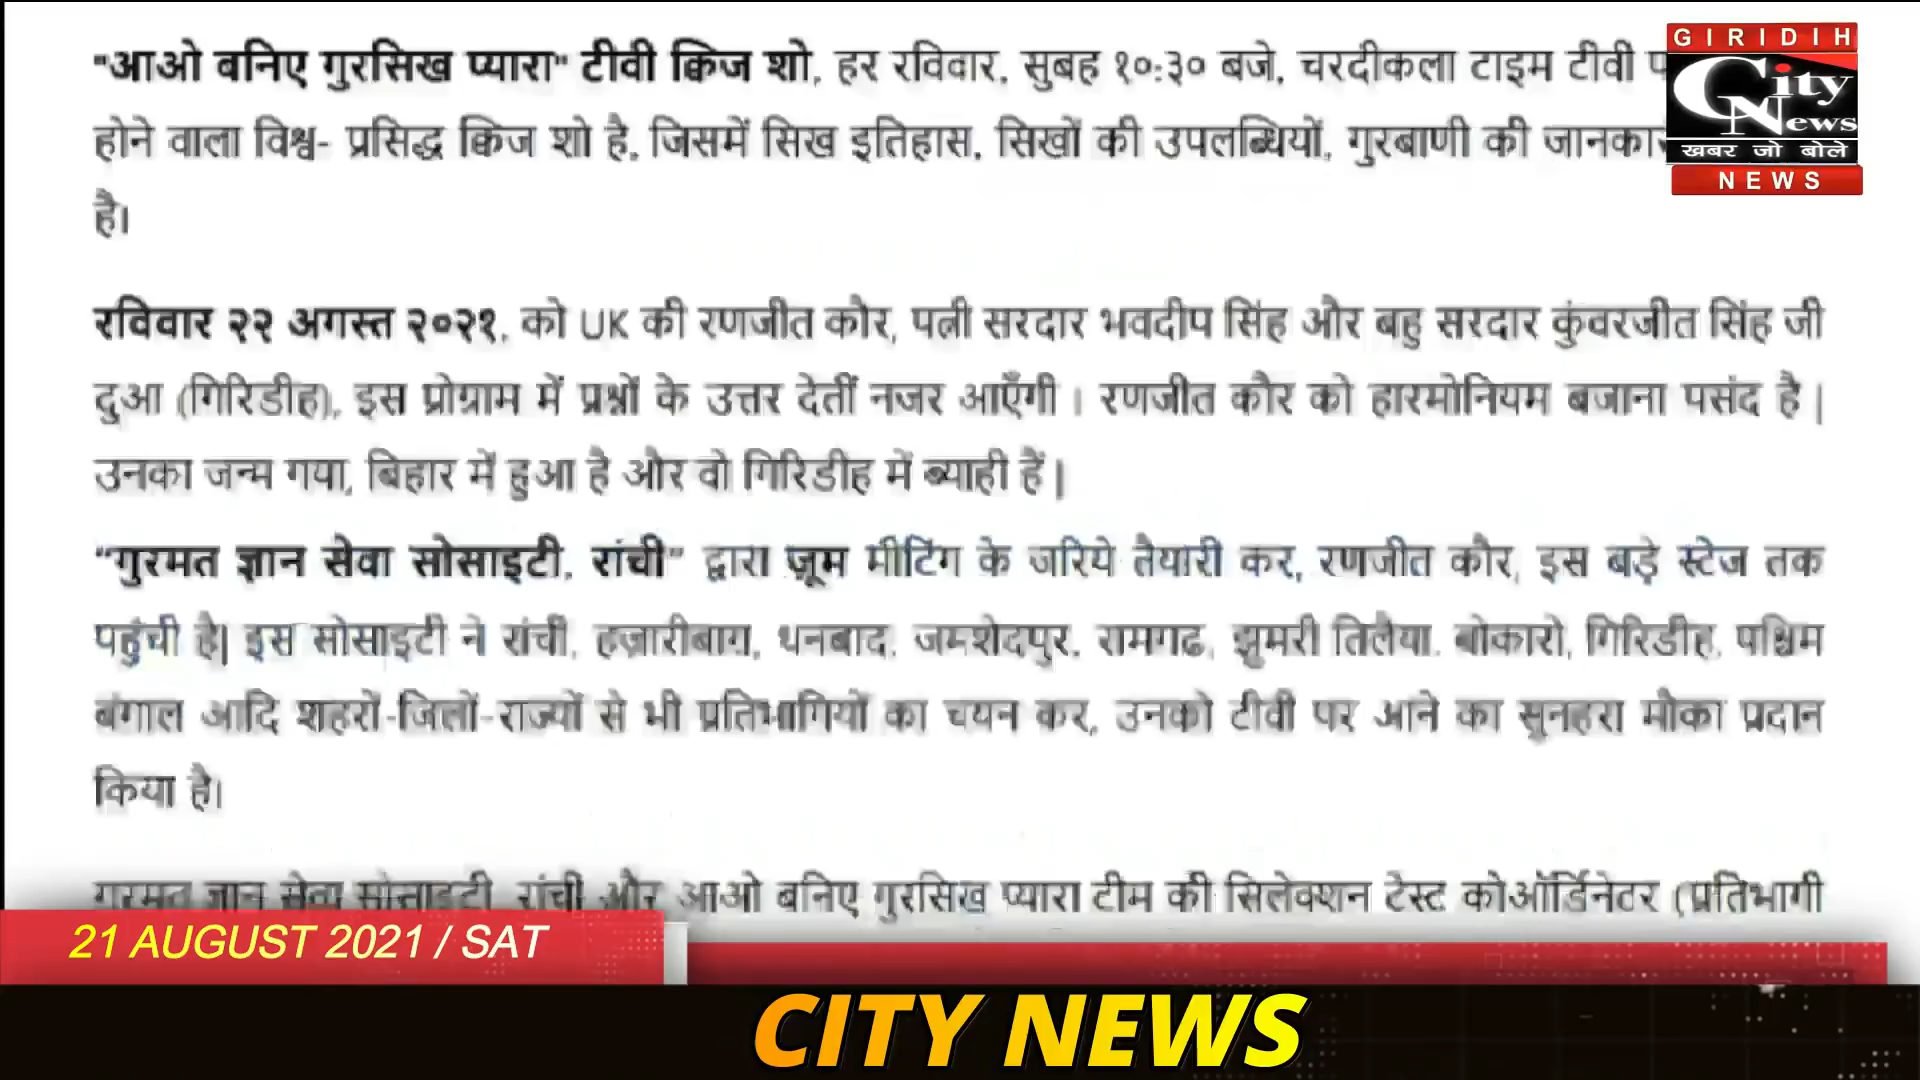 "आओ बनिए गुरसिख प्यारा" टीवी क्विज शो, हर रविवार, सुबह १०:३० बजे, चरदीकला टाइम टीवी
होने वाला विश्व- प्रसिद्ध क्विज शो है, जिसमें सिख इतिहास, सिखों की उपलब्धियों, गुरबाणी की
है।
रविवार २२ अगस्त २०२१, को UK की रणजीत कौर, पत्नी सरदार भवदीप सिंह और बहु सरदार कुंवरजीत सिंह जी
दुआ (गिरिडीह), इस प्रोग्राम में प्रश्नों के उत्तर देतीं नजर आएँगी । रणजीत कौर को हारमोनियम बजाना पसंद है |
उनका जन्म गया, बिहार में हुआ है और वो गिरिडीह में ब्याही हैं |
"गुरमत ज्ञान सेवा सोसाइटी, रांची" द्वारा ज़ूम मीटिंग के जरिये तैयारी कर, रणजीत कौर, इस बड़े स्टेज तक
पहुंची है| इस सोसाइटी ने रांची, हज़ारीबाग़, धनबाद, जमशेदपुर, रामगढ, झुमरी तिलैया, बोकारो, गिरिडीह, पश्चिम
बंगाल आदि शहरों-जिलों-राज्यों से भी प्रतिभागियों का चयन कर, उनको टीवी पर आने का सुनहरा मौका प्रदान
किया है।
गुरमत ज्ञान सेवा सोसाइटी, रांची और आओ बनिए गुरसिख प्यारा टीम की सिलेक्शन टेस्ट कोऑर्डिनेटर (प्रतिभागी
GIRIDIH
City News
खबर जो बोले
NEWS
21 AUGUST 2021 / SAT
CITY NEWS